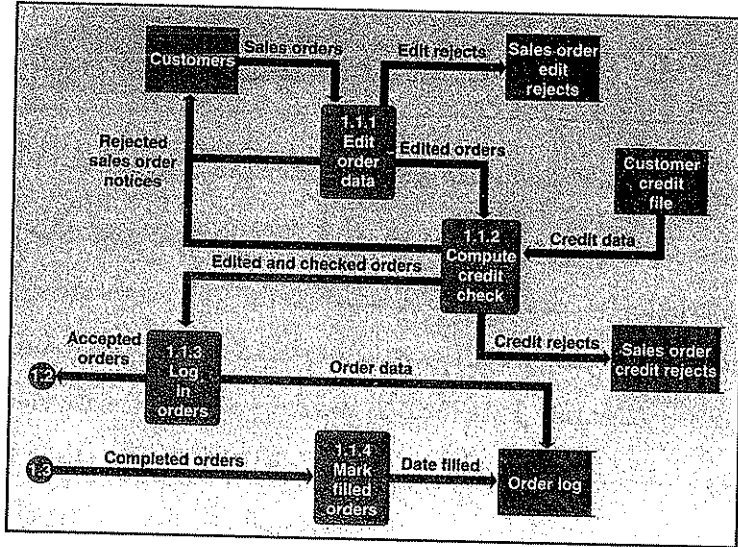 Sales orders
Customers
Edit rejects
Sales order
edit
rejects
1.1.1
Edit
order
data
Rejected
sales order
notices
Edited orders
Customer
credit
file
1.1.2
Compute
credit
check
Credit data
Edited and checked orders
Accepted
orders
1.1.3
Log
in
orders
Order data
Credit rejects
Sales order
credit rejects
1.2
1.3
Completed orders
1.1.4
Mark
filled
orders
Date filled
Order log